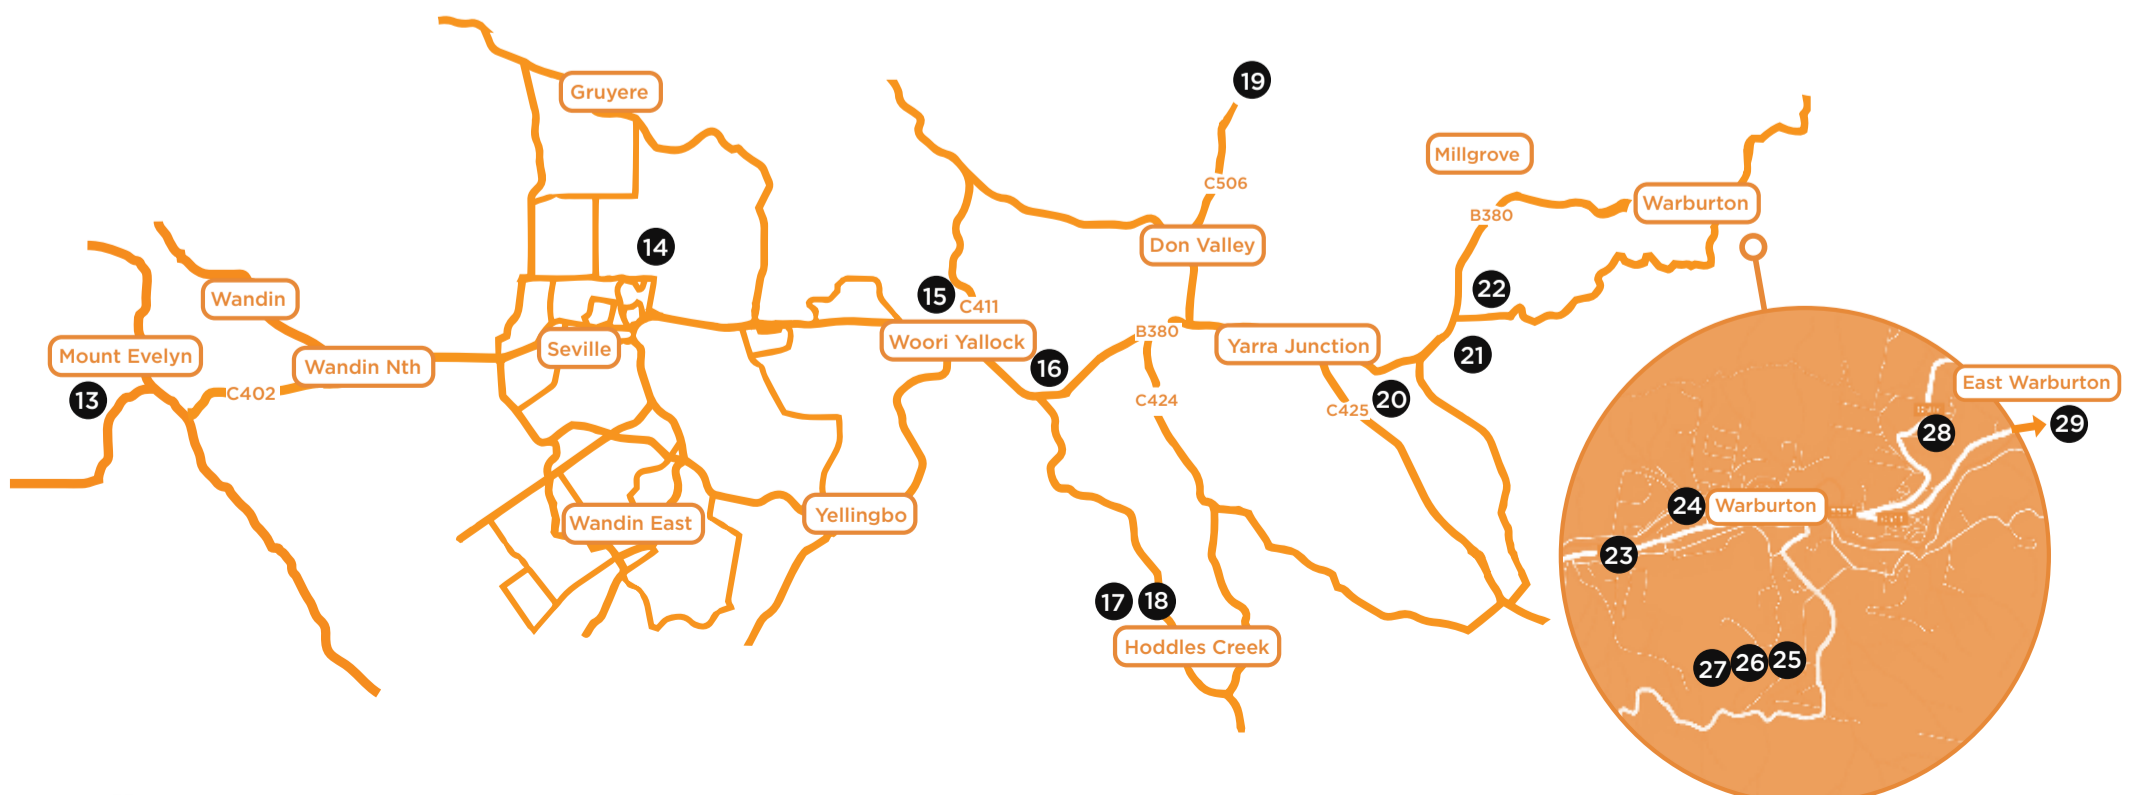 Gruyere
19
C506
Millgrove
Warburton
B380
14
Don Valley
Wandin
15
C411
22
Mount Evelyn
Wandin Nth
Seville
Woori Yallock
B380
Yarra Junction
21
16
C402
13
C424
C425
20
East Warburton
28
29
24
Warburton
Yellingbo
Wandin East
23
17
18
Hoddles Creek
27
26
25